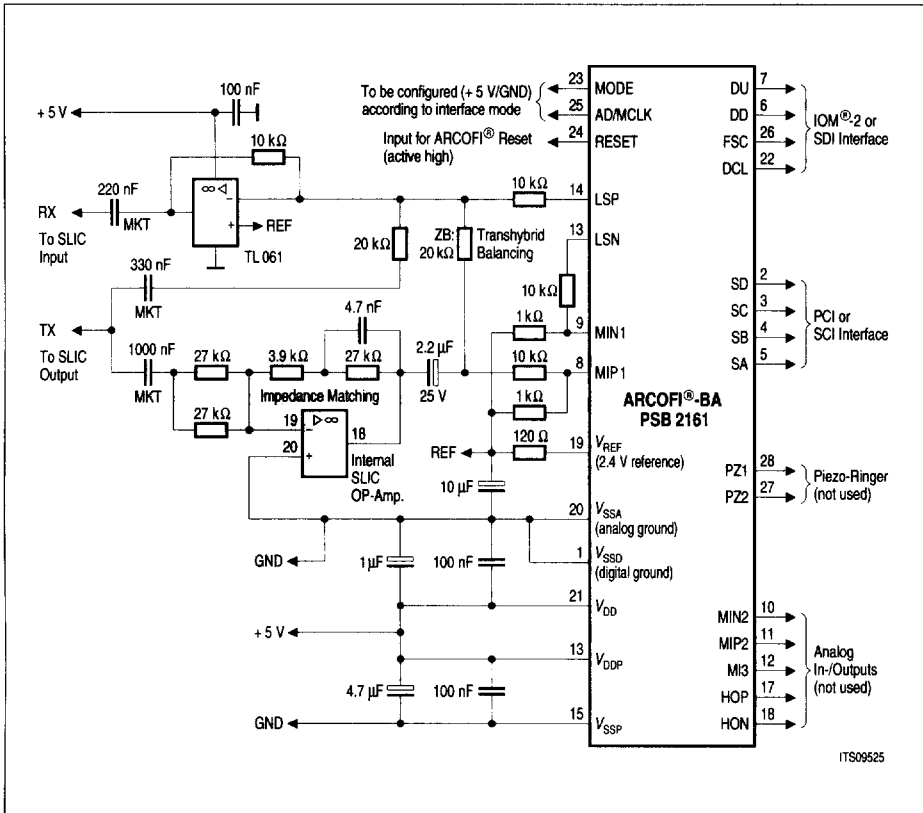 100 nF
+ 5 V
10 kΩ
220 nF
∞
-
+
RX
MKT
REF
To SLIC
Input
TL 061
330 nF
MKT
20 kΩ
ZB:
20 kΩ
Transhybrid
Balancing
TX
To SLIC
Output
1000 nF
MKT
27 kΩ
3.9 kΩ
4.7 nF
27 kΩ
Impedance Matching
27 kΩ
19
20
∞
-
+
18
Internal
SLIC
OP-Amp.
2.2 µF
25 V
To be configured (+ 5 V/GND)
according to interface mode
Input for ARCOFI® Reset
(active high)
10 kΩ
10 kΩ
1 kΩ
10 kΩ
1 kΩ
120 Ω
REF
10 µF
GND
1 µF
100 nF
+ 5 V
4.7 µF
100 nF
GND
23 MODE
25 AD/MCLK
24 RESET
14 LSP
13 LSN
9 MIN1
8 MIP1
ARCOFI®-BA
PSB 2161
19 VREF
(2.4 V reference)
20 VSSA
(analog ground)
1 VSSD
(digital ground)
21 VDD
13 VDDP
15 VSSP
DU 7
DD 6
FSC 26
DCL 22
IOM®-2 or
SDI Interface
SD 2
SC 3
SB 4
SA 5
PCI or
SCI Interface
PZ1 28
PZ2 27
Piezo-Ringer
(not used)
MIN2 10
MIP2 11
MI3 12
HOP 17
HON 18
Analog
In-/Outputs
(not used)
ITS09525